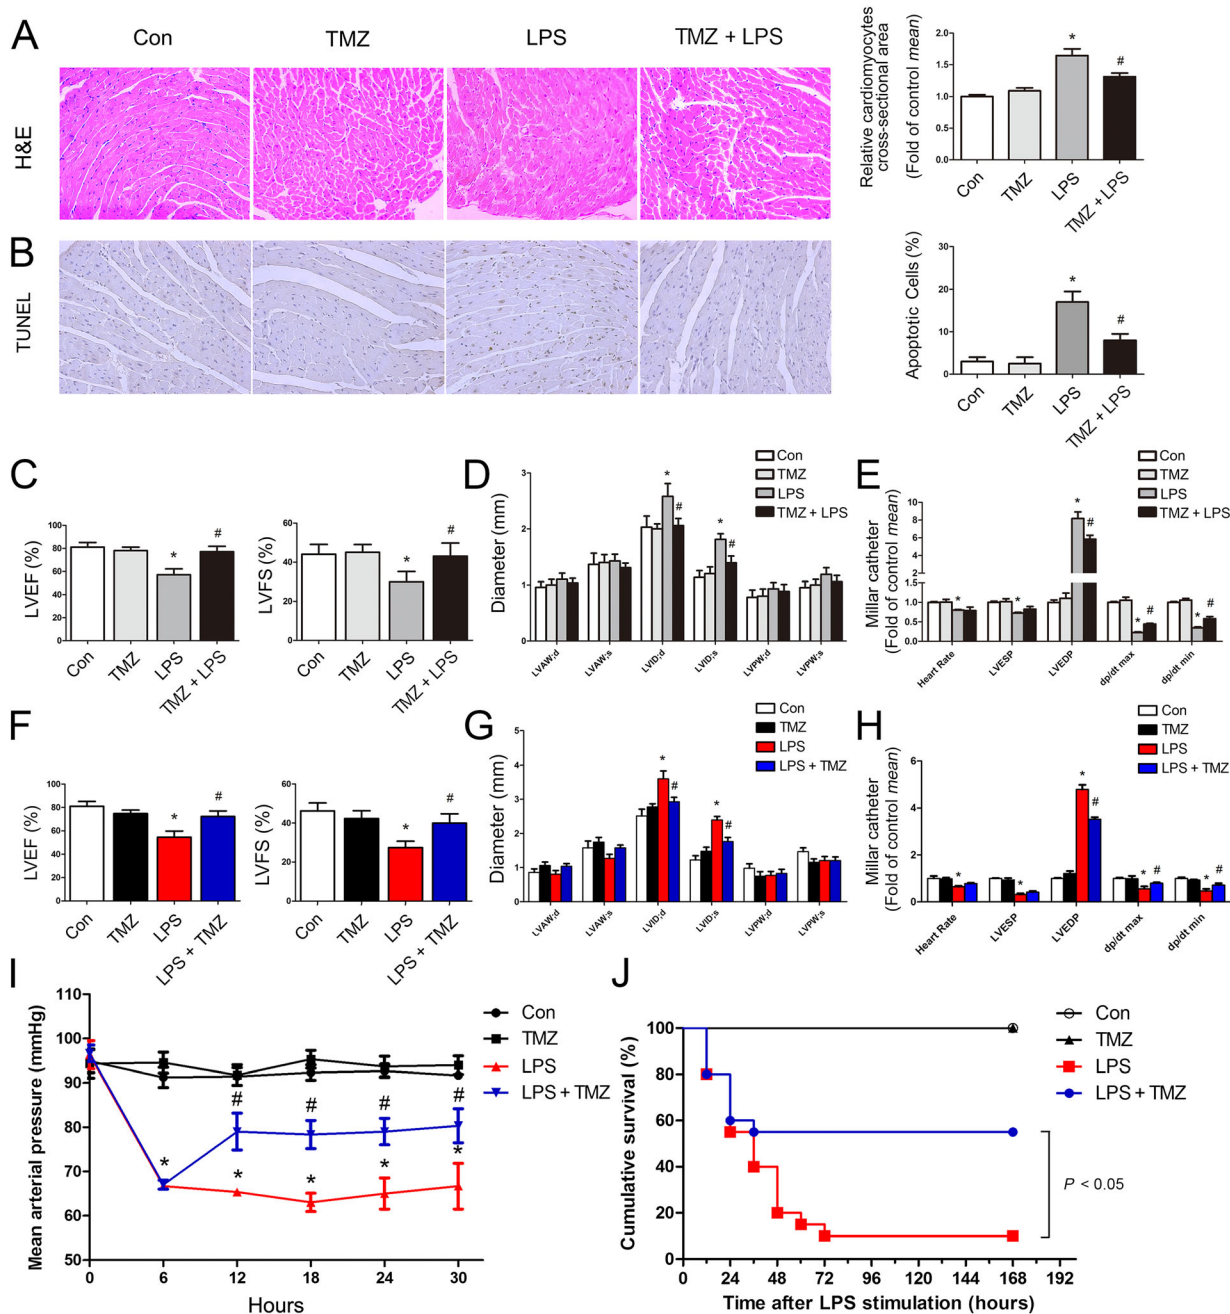 A
Con
TMZ
LPS
TMZ + LPS
H&E
Relative cardiomyocytes
cross-sectional area
(Fold of control mean)
2.0
1.5
1.0
0.5
0.0
*
#
Con
TMZ
LPS
TMZ + LPS
B
TUNEL
Apoptotic Cells (%)
30
20
10
0
*
#
Con
TMZ
LPS
TMZ + LPS
C
LVEF (%)
100
80
60
40
20
0
*
#
Con
TMZ
LPS
TMZ + LPS
LVFS (%)
60
40
20
0
*
#
Con
TMZ
LPS
TMZ + LPS
D
Diameter (mm)
3
2
1
0
* # * #
Con
TMZ
LPS
TMZ + LPS
LVAW;d
LVAW;s
LVID;d
LVID;s
LVPW;d
LVPW;s
E
Millar catheter
(Fold of control mean)
10
8
6
4
2
1.0
0.5
0.0
* * * # * # * #
Con
TMZ
LPS
TMZ + LPS
Heart Rate
LVESP
LVEDP
dp/dt max
dp/dt min
F
LVEF (%)
100
80
60
40
20
0
*
#
Con
TMZ
LPS
LPS + TMZ
LVFS (%)
60
40
20
0
*
#
Con
TMZ
LPS
LPS + TMZ
G
Diameter (mm)
5
4
3
2
1
0
* # * #
Con
TMZ
LPS
LPS + TMZ
LVAW;d
LVAW;s
LVID;d
LVID;s
LVPW;d
LVPW;s
H
Millar catheter
(Fold of control mean)
6
4
2
0
* * * # * # * #
Con
TMZ
LPS
LPS + TMZ
Heart Rate
LVESP
LVEDP
dp/dt max
dp/dt min
I
Mean arterial pressure (mmHg)
110
100
90
80
70
60
50
# # # #
* * * * *
Con
TMZ
LPS
LPS + TMZ
0 6 12 18 24 30
Hours
J
Cumulative survival (%)
100
80
60
40
20
0
Con
TMZ
LPS
LPS + TMZ
P < 0.05
0 24 48 72 96 120 144 168 192
Time after LPS stimulation (hours)